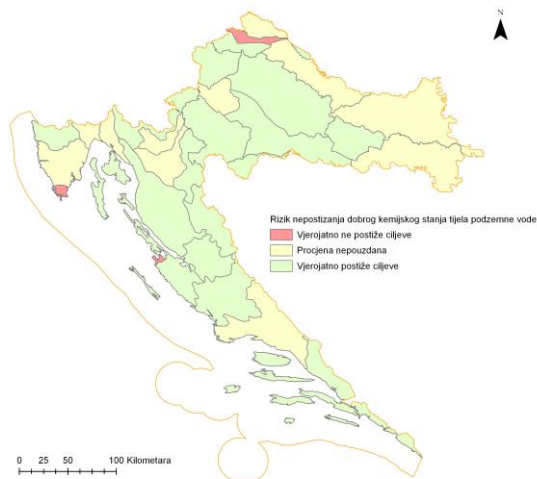 N
Rizik nepostizanja dobrog kemijskog stanja tijela podzemne vode
Vjerojatno ne postiže ciljeve
Procjena nepouzdana
Vjerojatno postiže ciljeve
0 25 50 100 Kilometara